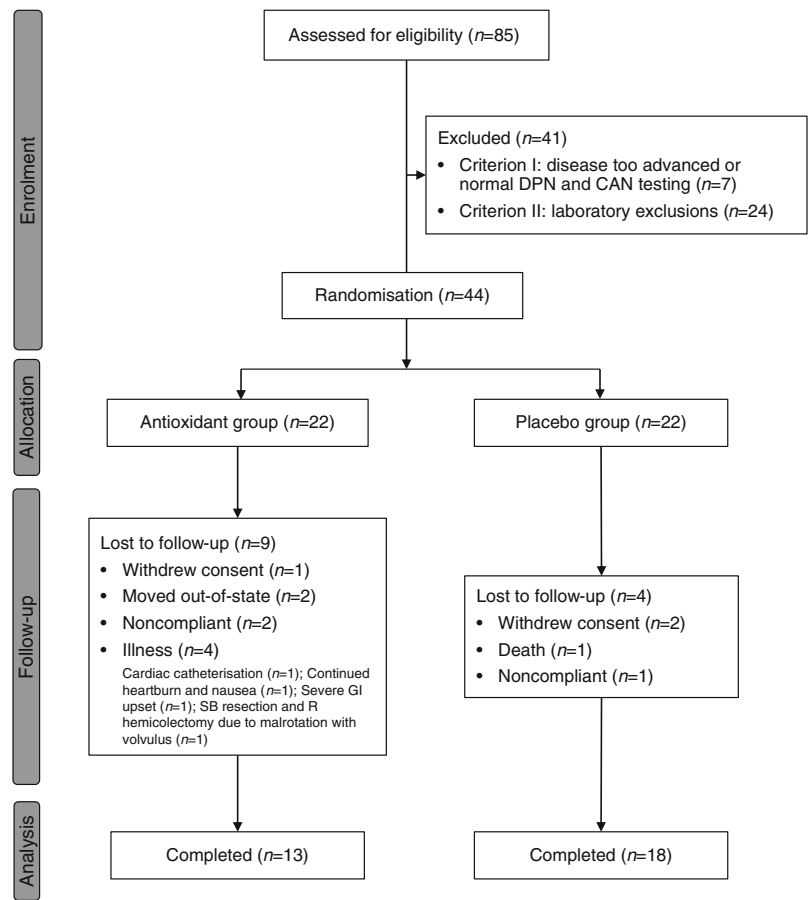 Enrolment
Assessed for eligibility (n=85)
Excluded (n=41)
• Criterion I: disease too advanced or
normal DPN and CAN testing (n=7)
• Criterion II: laboratory exclusions (n=24)
Randomisation (n=44)
Allocation
Antioxidant group (n=22)
Placebo group (n=22)
Follow-up
Lost to follow-up (n=9)
• Withdrew consent (n=1)
• Moved out-of-state (n=2)
• Noncompliant (n=2)
• Illness (n=4)
Cardiac catheterisation (n=1); Continued
heartburn and nausea (n=1); Severe GI
upset (n=1); SB resection and R
hemicolectomy due to malrotation with
volvulus (n=1)
Lost to follow-up (n=4)
• Withdrew consent (n=2)
• Death (n=1)
• Noncompliant (n=1)
Analysis
Completed (n=13)
Completed (n=18)